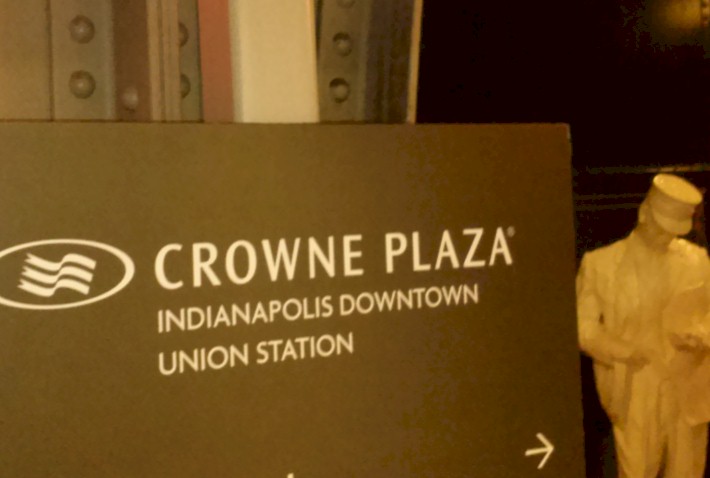 CROWNE PLAZA®
INDIANAPOLIS DOWNTOWN
UNION STATION
→